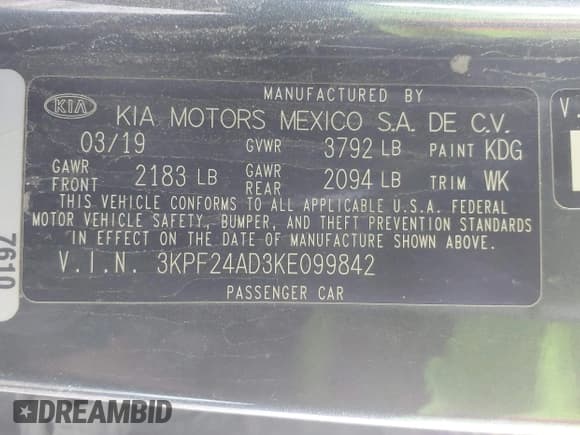 MANUFACTURED BY
KIA KIA MOTORS MEXICO S.A. DE C.V.
03/19 GVWR 3792 LB PAINT KDG
GAWR FRONT 2183 LB GAWR REAR 2094 LB TRIM WK
THIS VEHICLE CONFORMS TO ALL APPLICABLE U.S.A. FEDERAL
MOTOR VEHICLE SAFETY, BUMPER, AND THEFT PREVENTION STANDARDS
IN EFFECT ON THE DATE OF MANUFACTURE SHOWN ABOVE.
V.I.N. 3KPF24AD3KE099842
PASSENGER CAR
7610
V.
DREAMBID